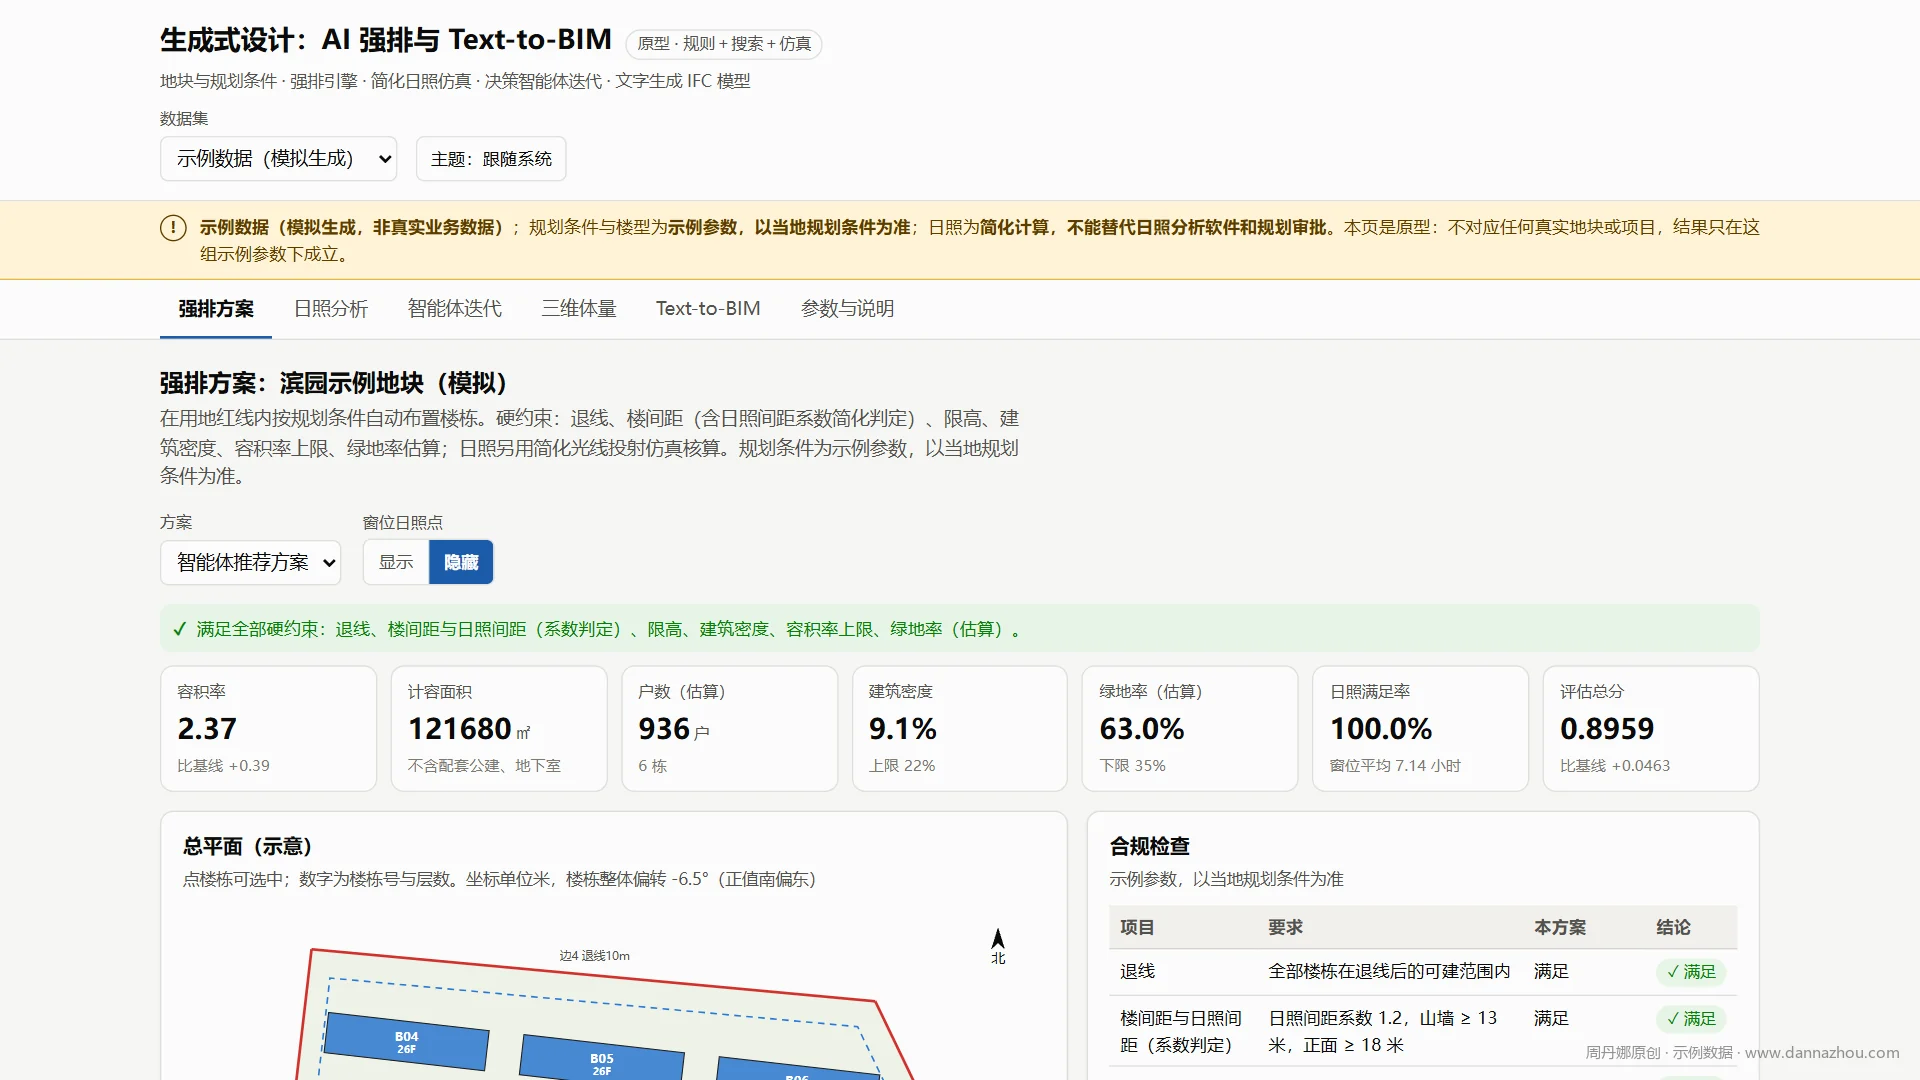 生成式设计：AI 强排与 Text-to-BIM
原型 · 规则＋搜索＋仿真
地块与规划条件 · 强排引擎 · 简化日照仿真 · 决策智能体迭代 · 文字生成 IFC 模型
数据集
示例数据（模拟生成）
主题：跟随系统
示例数据（模拟生成，非真实业务数据）；规划条件与楼型为示例参数，以当地规划条件为准；日照为简化计算，不能替代日照分析软件和规划审批。本页是原型：不对应任何真实地块或项目，结果只在这
组示例参数下成立。
强排方案
日照分析
智能体迭代
三维体量
Text-to-BIM
参数与说明
强排方案：滨园示例地块（模拟）
在用地红线内按规划条件自动布置楼栋。硬约束：退线、楼间距（含日照间距系数简化判定）、限高、建
筑密度、容积率上限、绿地率估算；日照另用简化光线投射仿真核算。规划条件为示例参数，以当地规划
条件为准。
方案
窗位日照点
智能体推荐方案
显示
隐藏
✓ 满足全部硬约束：退线、楼间距与日照间距（系数判定）、限高、建筑密度、容积率上限、绿地率（估算）。
容积率
2.37
比基线 +0.39
计容面积
121680 ㎡
不含配套公建、地下室
户数（估算）
936 户
6 栋
建筑密度
9.1%
上限 22%
绿地率（估算）
63.0%
下限 35%
日照满足率
100.0%
窗位平均 7.14 小时
评估总分
0.8959
比基线 +0.0463
总平面（示意）
点楼栋可选中；数字为楼栋号与层数。坐标单位米，楼栋整体偏转 -6.5°（正值南偏东）
边4 退线10m
北
B04
26F
B05
26F
B06
合规检查
示例参数，以当地规划条件为准
项目 要求 本方案 结论
退线 全部楼栋在退线后的可建范围内 满足 ✓ 满足
楼间距与日照间 日照间距系数 1.2，山墙 ≥ 13 满足 ✓ 满足
距（系数判定） 米，正面 ≥ 18 米
周丹娜原创 · 示例数据 · www.dannazhou.com